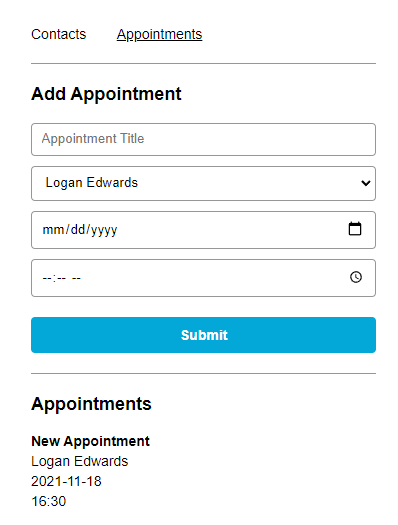 Contacts Appointments
Add Appointment
Appointment Title
Logan Edwards
mm/dd/yyyy
--:-- --
Submit
Appointments
New Appointment
Logan Edwards
2021-11-18
16:30